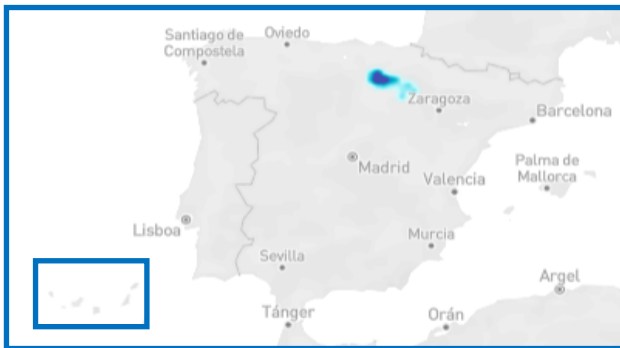 Santiago de
Compostela
Oviedo
Zaragoza
Barcelona
Madrid
Palma de
Mallorca
Valencia
Lisboa
Murcia
Sevilla
Argel
Tánger
Orán